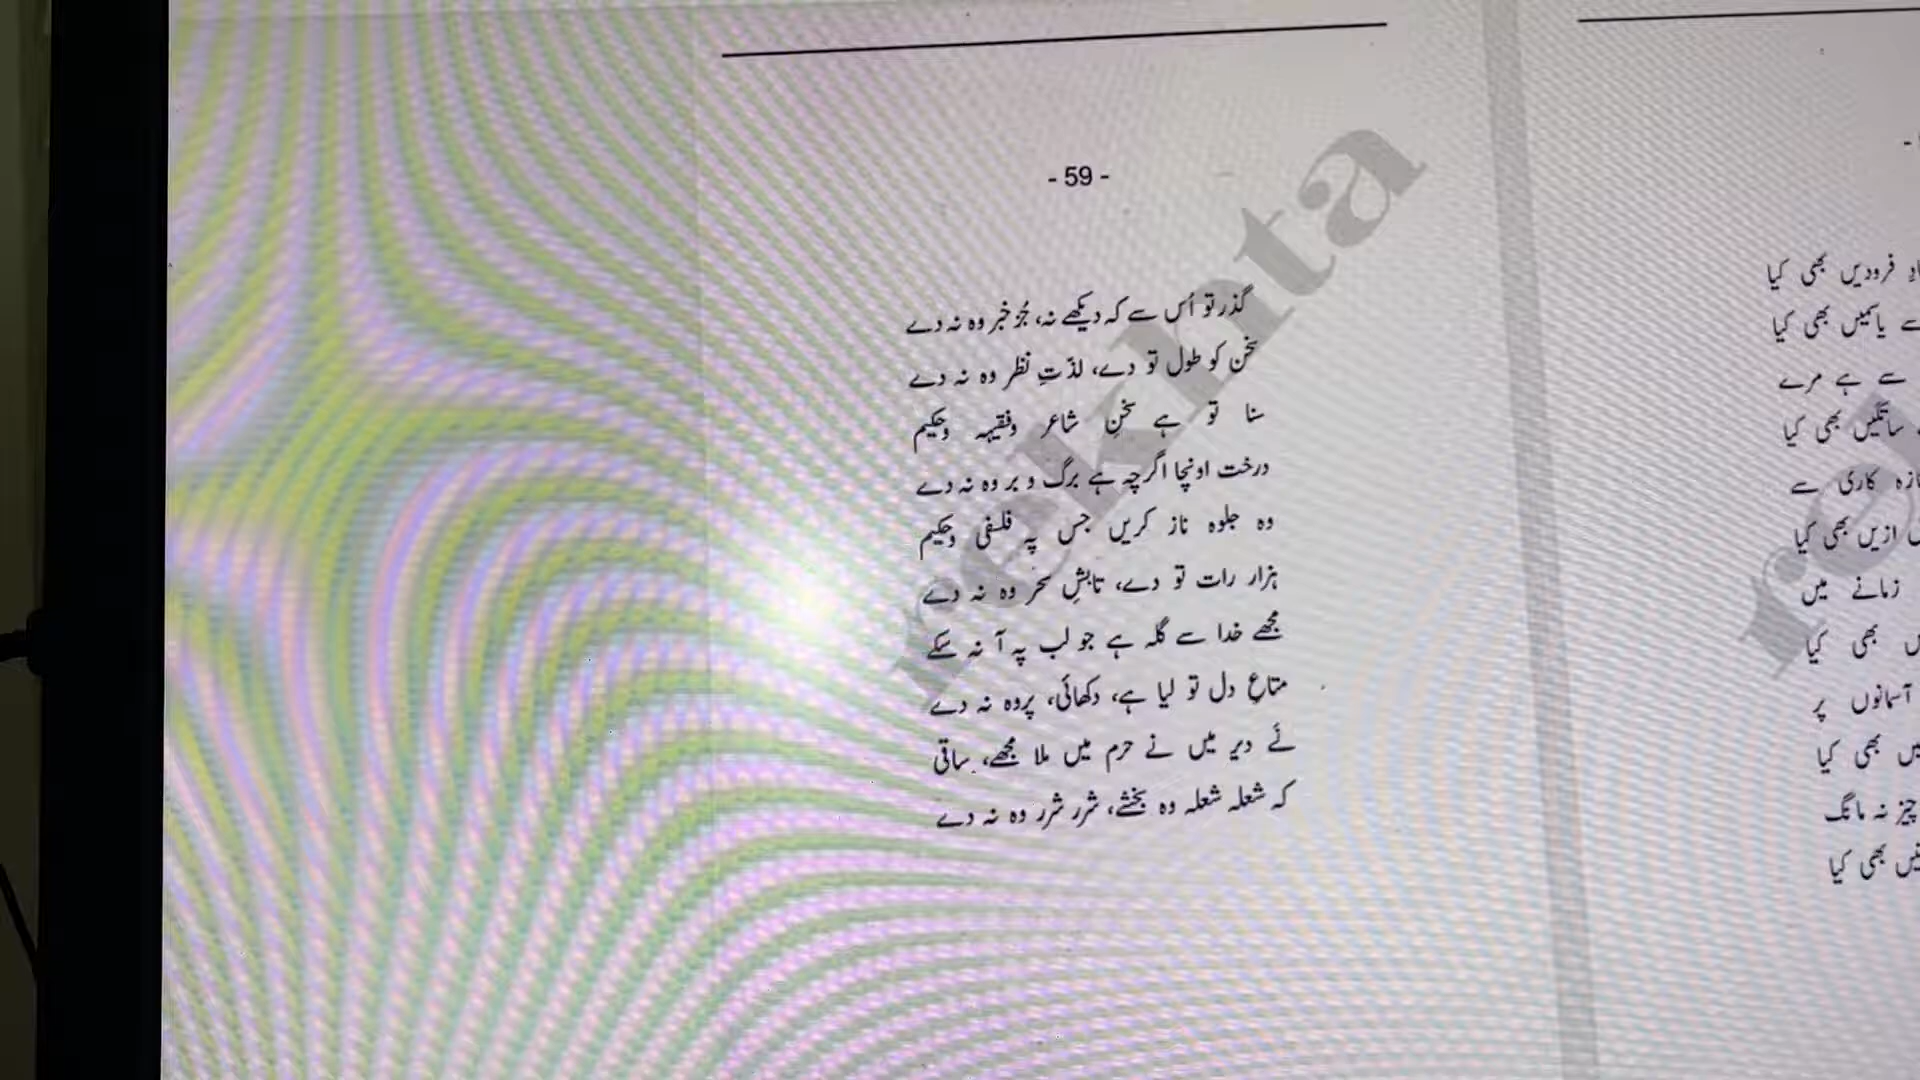 - 59 -
گذر تو اُس سے کہ دیکھے نہ، جُز خبر وہ نہ دے
سخن کو طول تو دے، لذّتِ نظر وہ نہ دے
سنا تو ہے سخنِ شاعر وفقیہہ وحکیم
درخت اونچا اگرچہ ہے برگ و بر وہ نہ دے
وہ جلوہ ناز کریں جس پہ فلسفی وحکیم
ہزار رات تو دے، تابشِ سحر وہ نہ دے
مجھے خدا سے گلہ ہے جو لب پہ آ نہ سکے
متاعِ دل تو لیا ہے، دکھائی، پروہ نہ دے
نَے دیر میں نے حرم میں ملا مجھے، ساقی
کہ شعلہ شعلہ وہ بخشے، شرر شرر وہ نہ دے
rekhta
فرودیں بھی کیا
سے یاسمیں بھی کیا
سے ہے مرے
ساتگیں بھی کیا
کاری سے
ازیں بھی کیا
زمانے میں
بھی کیا
آسمانوں پر
بھی کیا
چیز نہ مانگ
بھی کیا